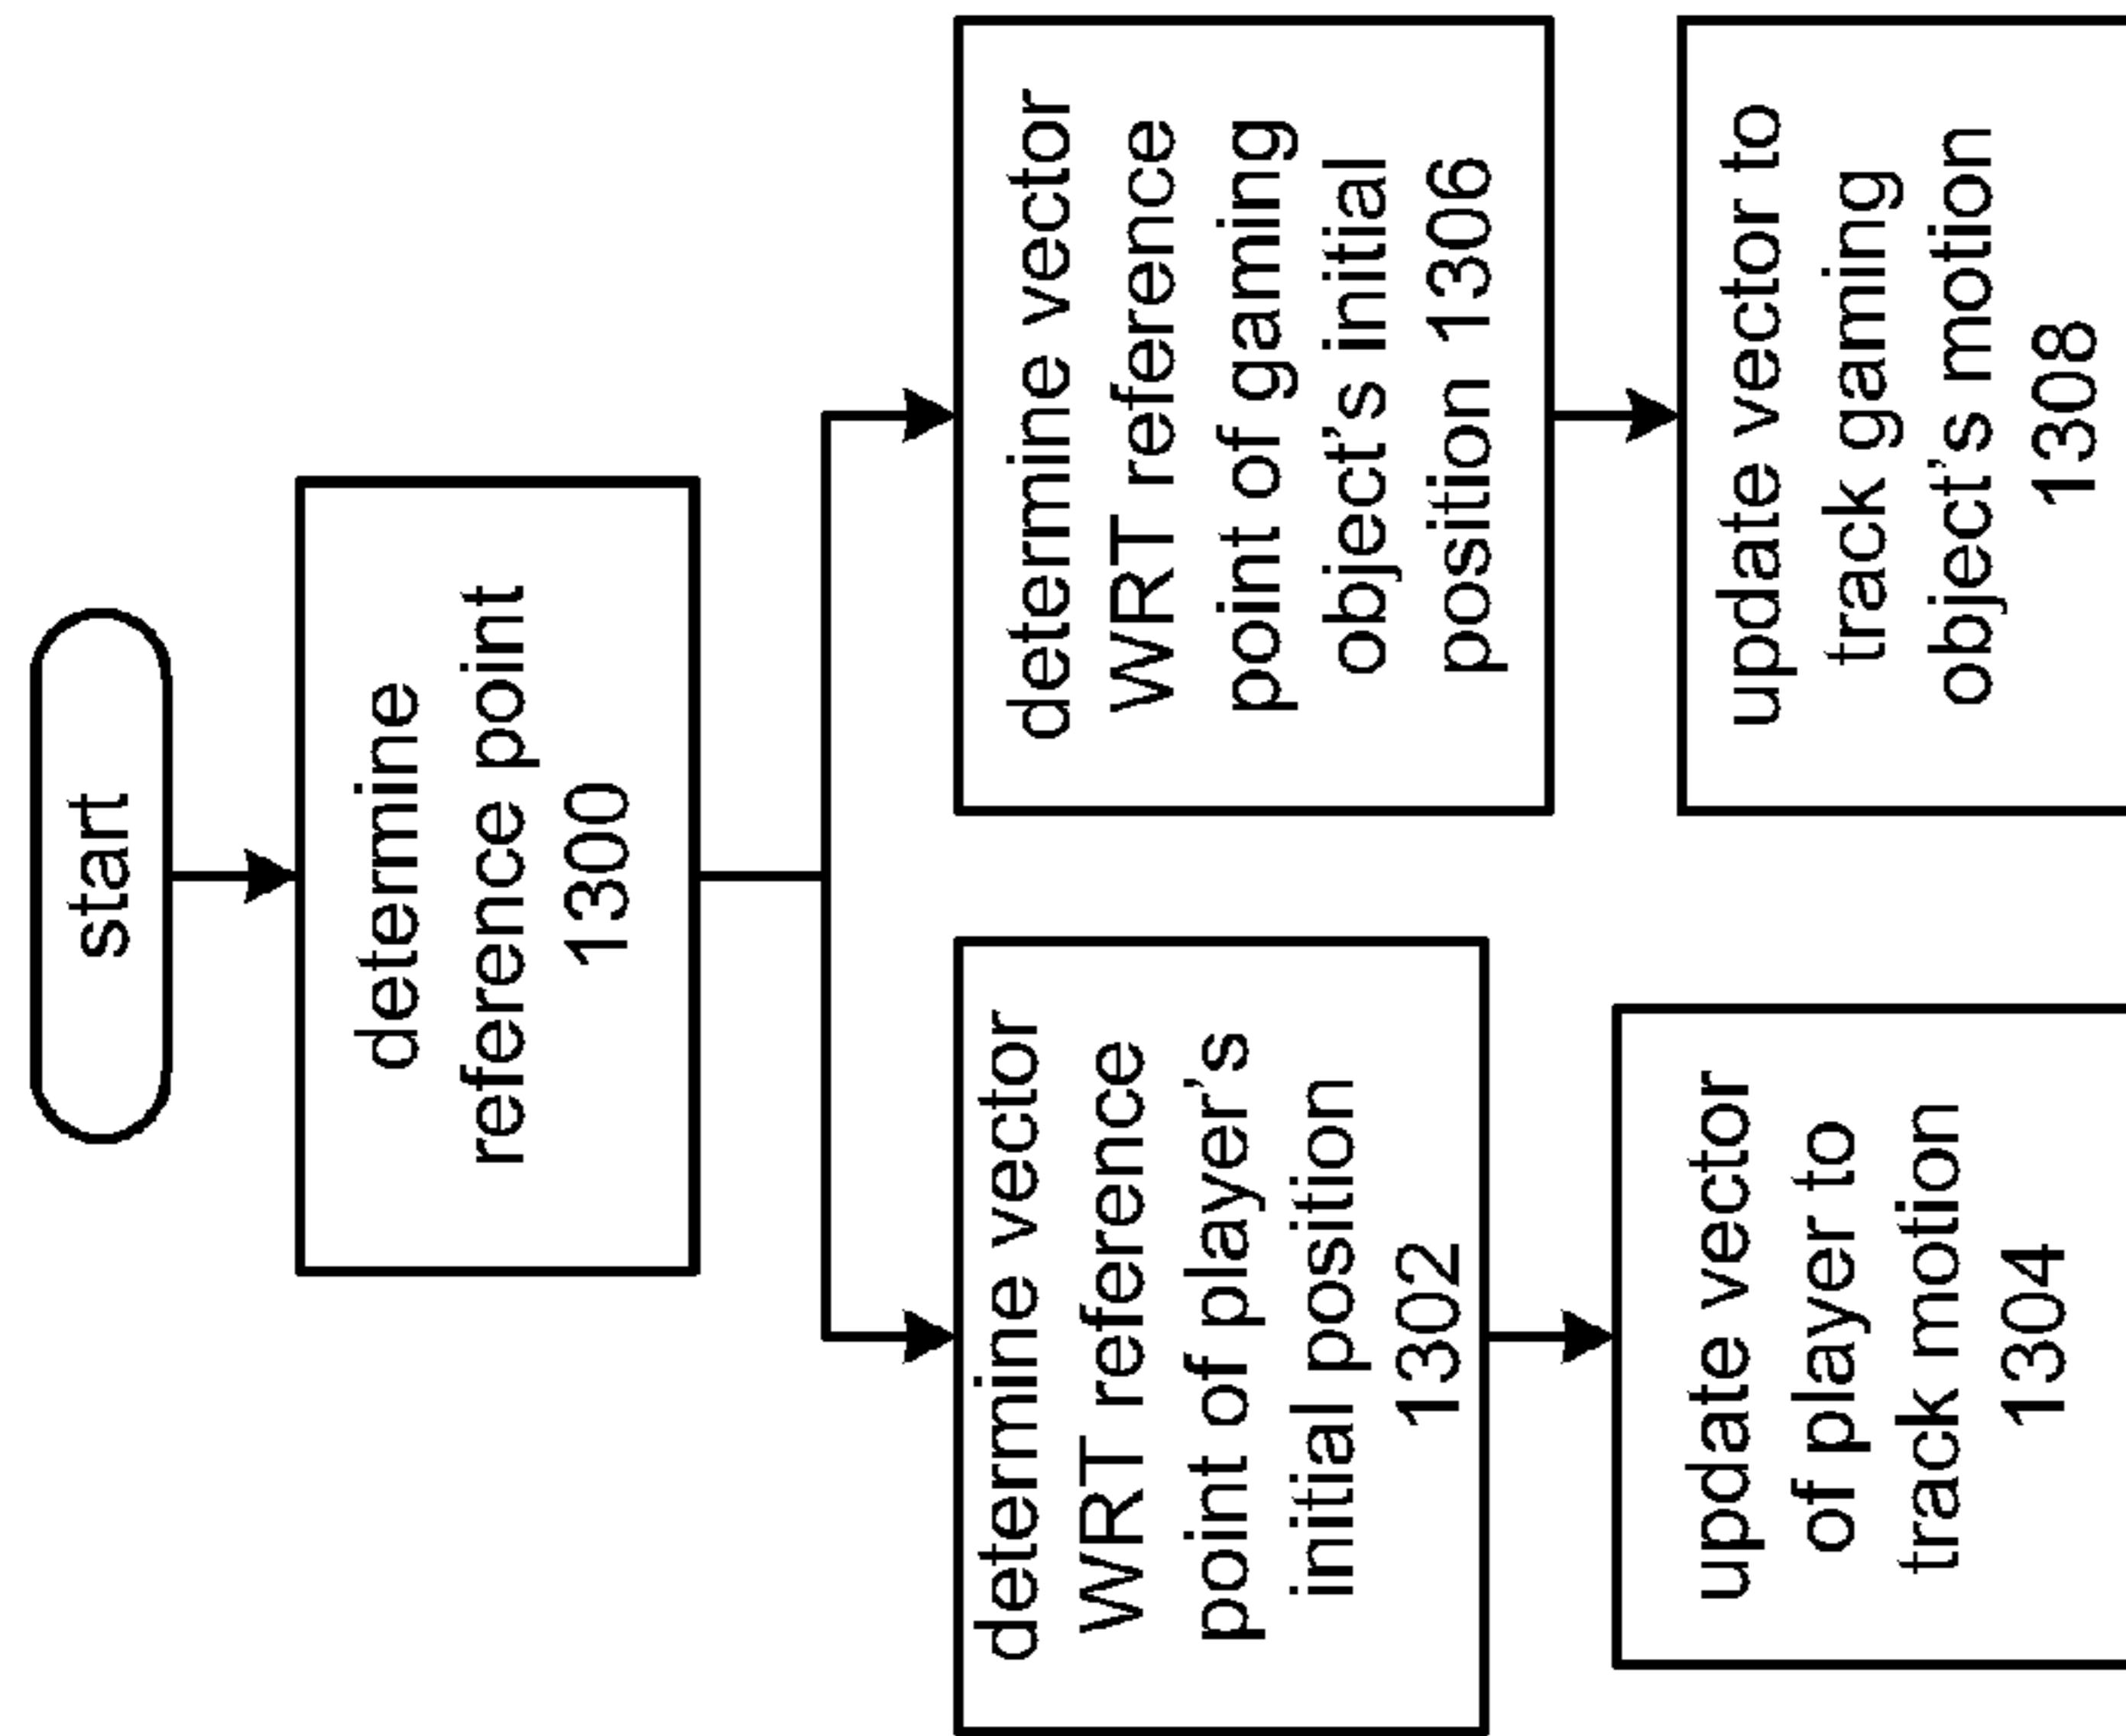 start
determine
reference point
1300
determine vector
WRT reference
point of player's
initial position
1302
update vector
of player to
track motion
1304
determine vector
WRT reference
point of gaming
object's initial
position 1306
update vector to
track gaming
object's motion
1308